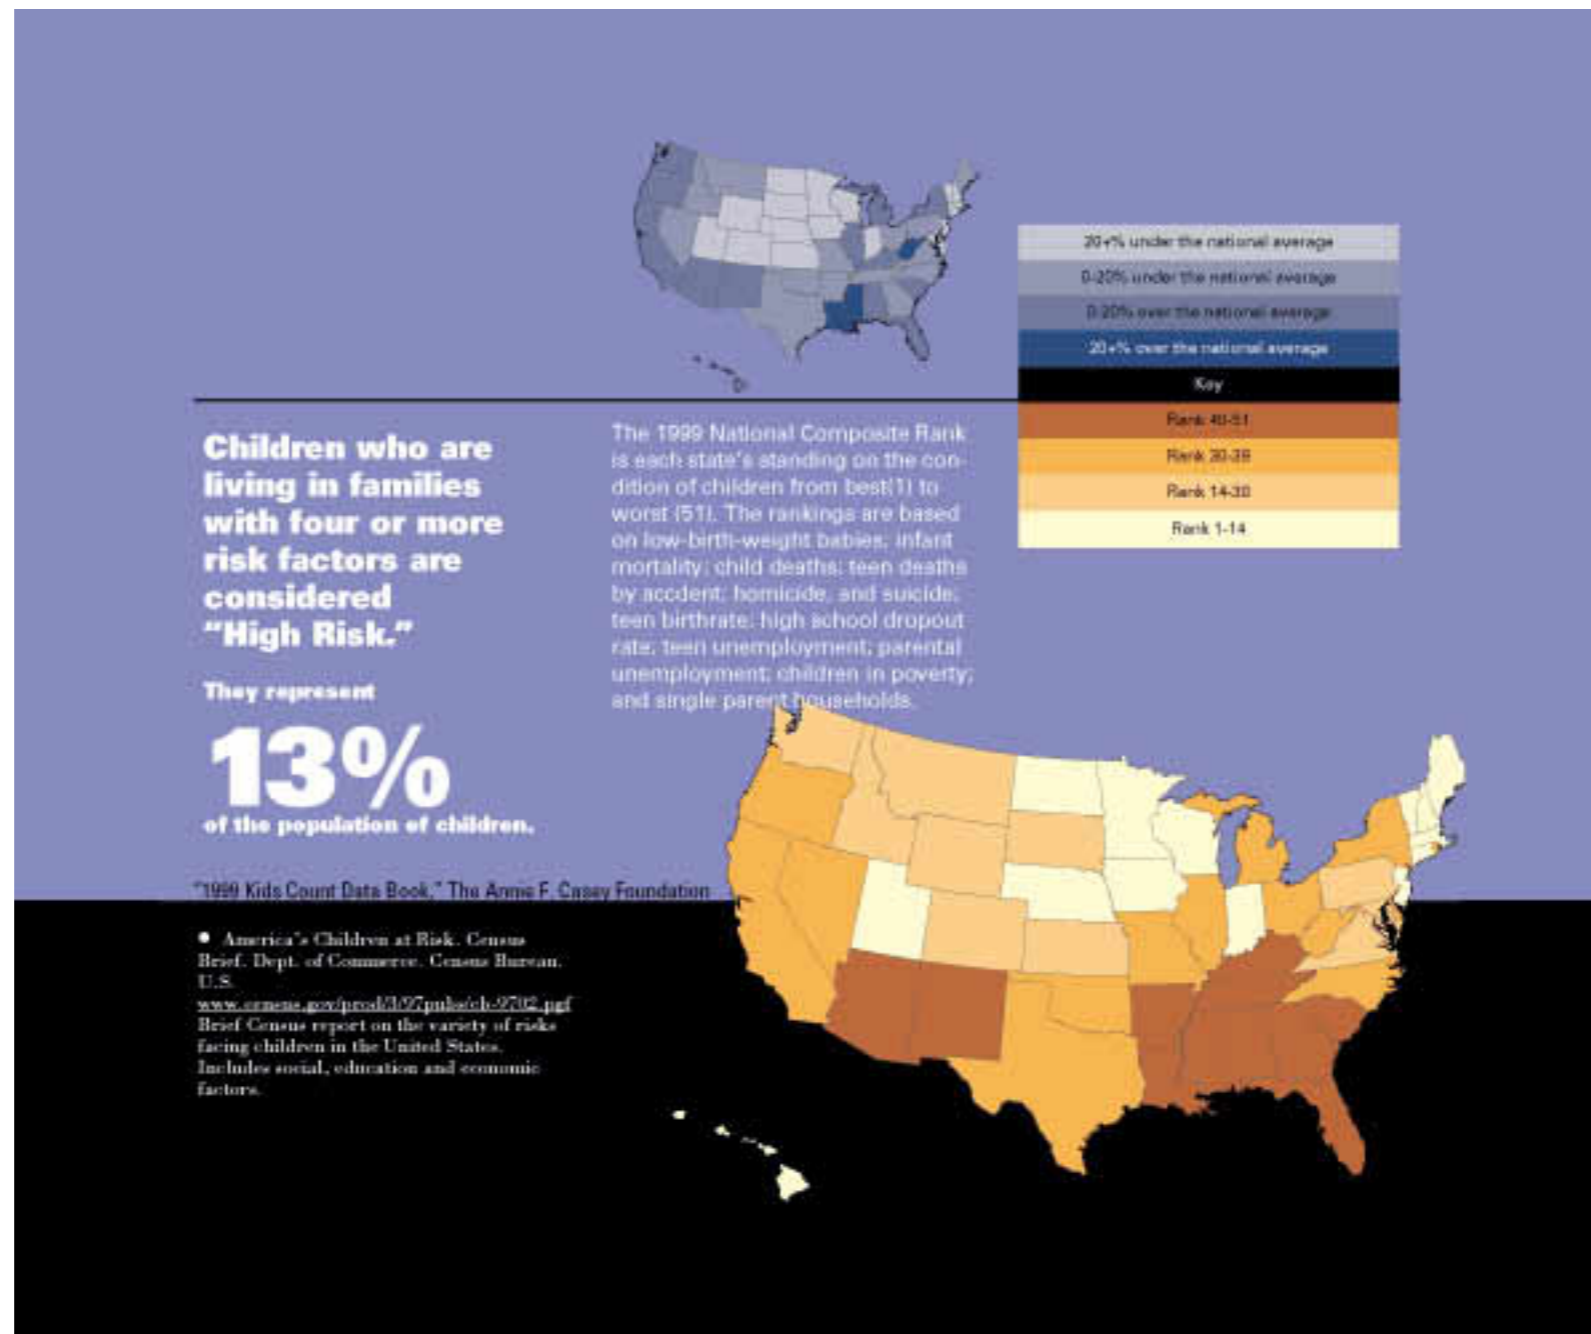 20+% under the national average
0-20% under the national average
0-20% over the national average
20+% over the national average
Key
Rank 40-51
Rank 30-39
Rank 14-30
Rank 1-14
Children who are
living in families
with four or more
risk factors are
considered
“High Risk.”
They represent
13%
of the population of children.
The 1999 National Composite Rank
is each state's standing on the con-
dition of children from best(1) to
worst (51). The rankings are based
on low-birth-weight babies; infant
mortality; child deaths; teen deaths
by accdent; homicide, and suicide;
teen birthrate; high school dropout
rate; teen unemployment; parental
unemployment; children in poverty;
and single parent households.
"1999 Kids Count Data Book," The Annie F. Casey Foundation
• America's Children at Risk. Census
Brief. Dept. of Commerce. Census Bureau.
U.S.
Brief Census report on the variety of risks
facing children in the United States.
Includes social, education and economic
factors.